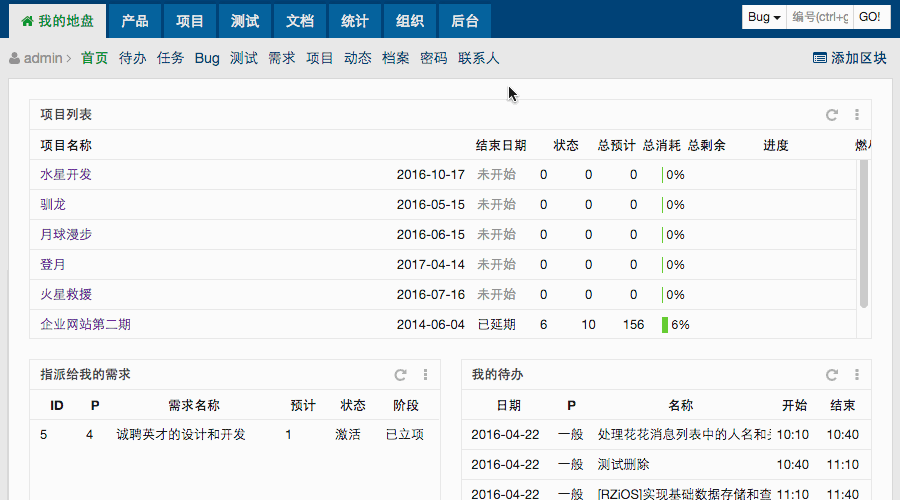 我的地盘 产品 项目 测试 文档 统计 组织 后台 Bug 编号(ctrl+g GO!
admin 首页 待办 任务 Bug 测试 需求 项目 动态 档案 密码 联系人 添加区块
项目列表
项目名称 结束日期 状态 总预计 总消耗 总剩余 进度
水星开发 2016-10-17 未开始 0 0 0 0%
驯龙 2016-05-15 未开始 0 0 0 0%
月球漫步 2016-06-15 未开始 0 0 0 0%
登月 2017-04-14 未开始 0 0 0 0%
火星救援 2016-07-16 未开始 0 0 0 0%
企业网站第二期 2014-06-04 已延期 6 10 156 6%
指派给我的需求
ID P 需求名称 预计 状态 阶段
5 4 诚聘英才的设计和开发 1 激活 已立项
我的待办
日期 P 名称 开始 结束
2016-04-22 一般 处理花花消息列表中的人名和 10:10 10:40
2016-04-22 一般 测试删除 10:40 11:10
2016-04-22 一般 [RZiOS]实现基础数据存储和查 11:10 11:40